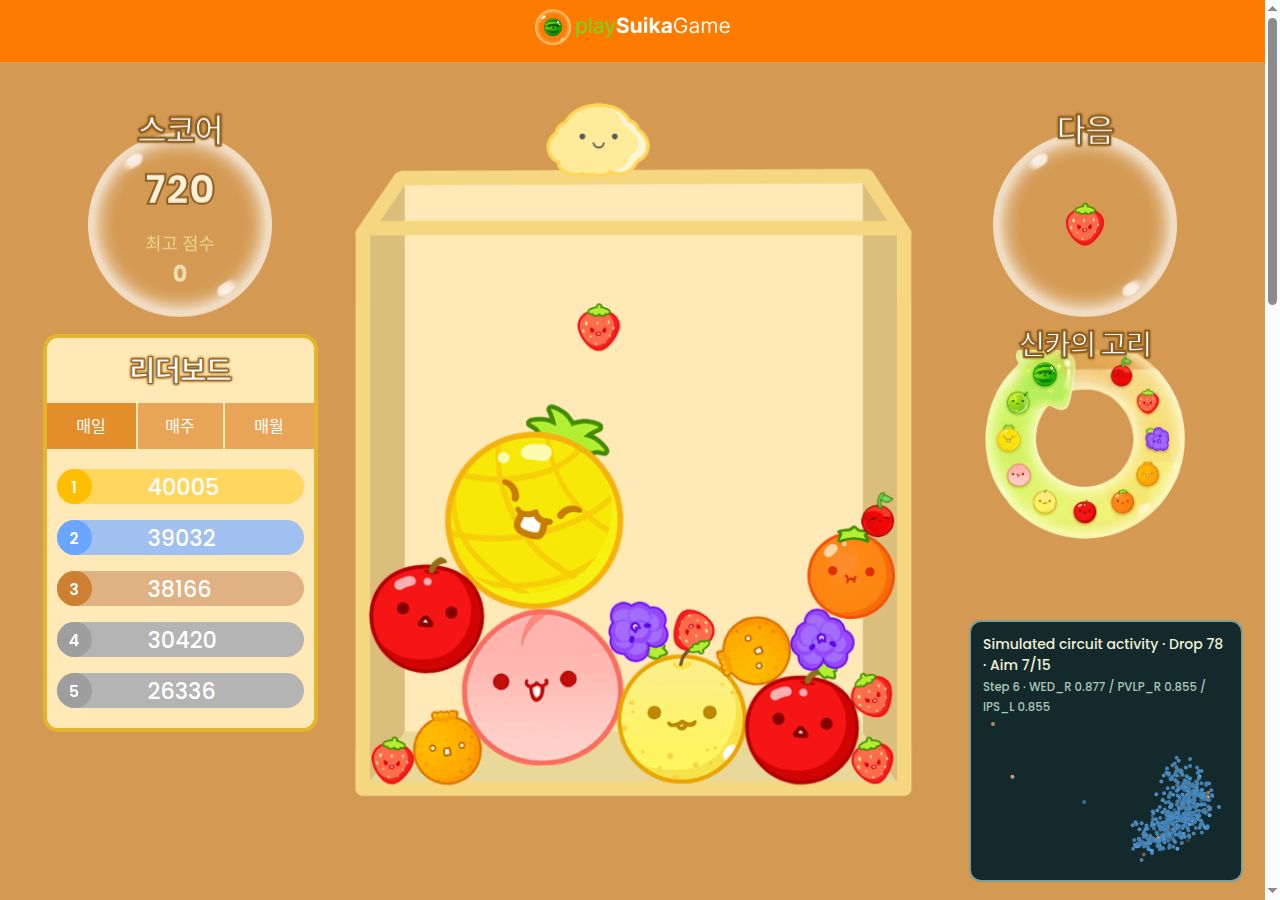 playSuikaGame
스코어
720
최고 점수
0
리더보드
매일 매주 매월
1 40005
2 39032
3 38166
4 30420
5 26336
다음
신카의 고리
Simulated circuit activity · Drop 78
· Aim 7/15
Step 6 · WED_R 0.877 / PVLP_R 0.855 /
IPS_L 0.855